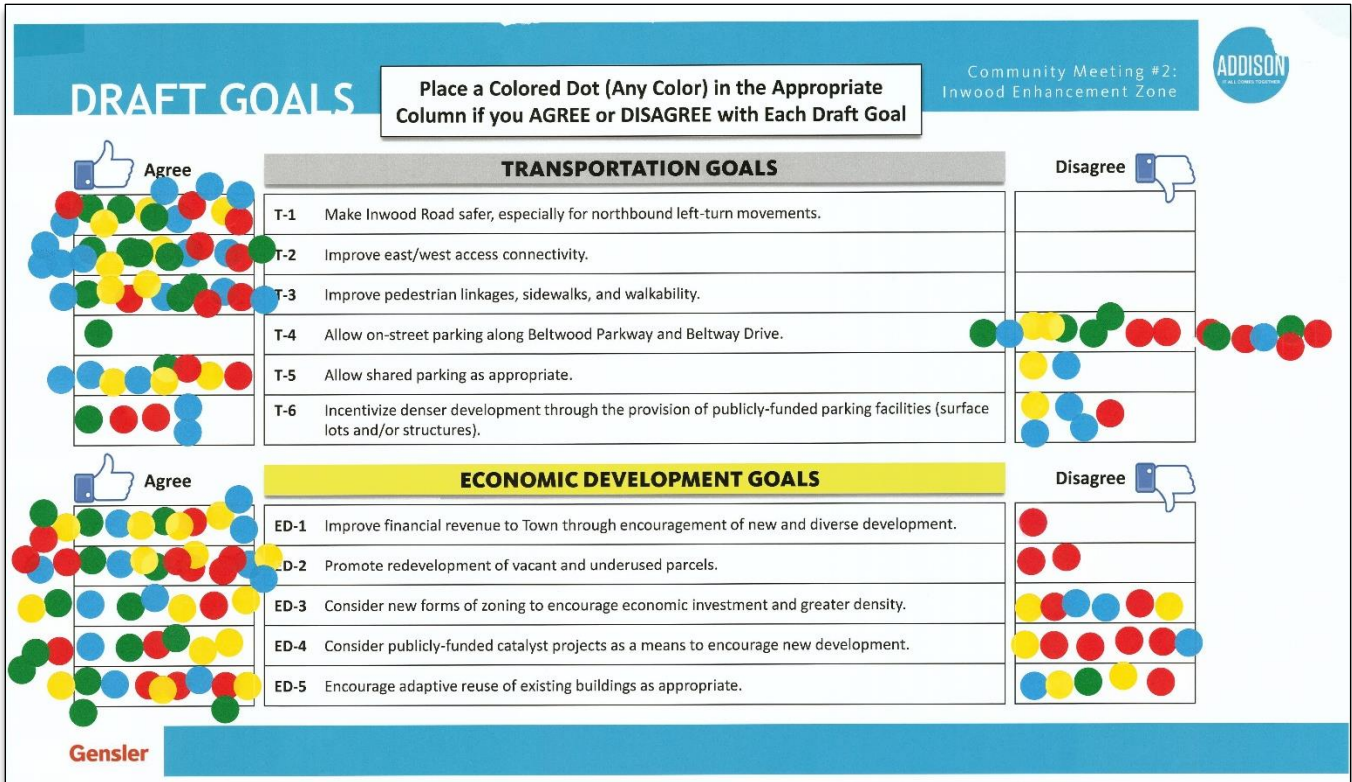 DRAFT GOALS
Place a Colored Dot (Any Color) in the Appropriate
Column if you AGREE or DISAGREE with Each Draft Goal
Community Meeting #2:
Inwood Enhancement Zone
ADDISON
IT ALL COMES TOGETHER
Agree
TRANSPORTATION GOALS
Disagree
T-1 Make Inwood Road safer, especially for northbound left-turn movements.
T-2 Improve east/west access connectivity.
T-3 Improve pedestrian linkages, sidewalks, and walkability.
T-4 Allow on-street parking along Beltwood Parkway and Beltway Drive.
T-5 Allow shared parking as appropriate.
T-6 Incentivize denser development through the provision of publicly-funded parking facilities (surface
lots and/or structures).
Agree
ECONOMIC DEVELOPMENT GOALS
Disagree
ED-1 Improve financial revenue to Town through encouragement of new and diverse development.
ED-2 Promote redevelopment of vacant and underused parcels.
ED-3 Consider new forms of zoning to encourage economic investment and greater density.
ED-4 Consider publicly-funded catalyst projects as a means to encourage new development.
ED-5 Encourage adaptive reuse of existing buildings as appropriate.
Gensler